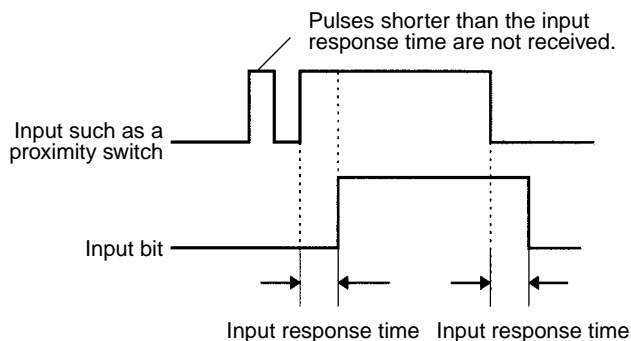 Pulses shorter than the input
response time are not received.
Input such as a
proximity switch
Input bit
Input response time
Input response time